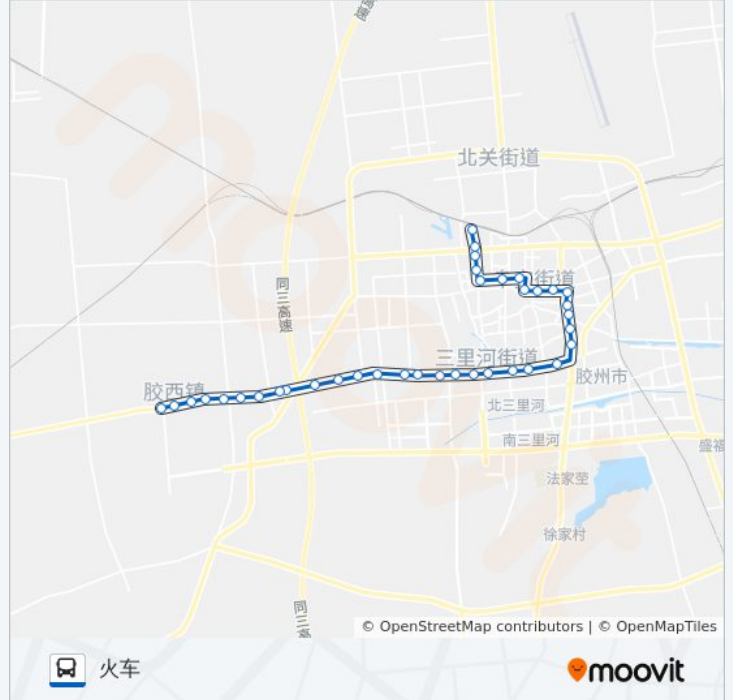 北关街道
街道
同三高速
三里河街道
胶西镇
胶州市
北三里河
南三里河
盛福
法家莹
徐家村
同三高
© OpenStreetMap contributors | © OpenMapTiles
火车
moovit